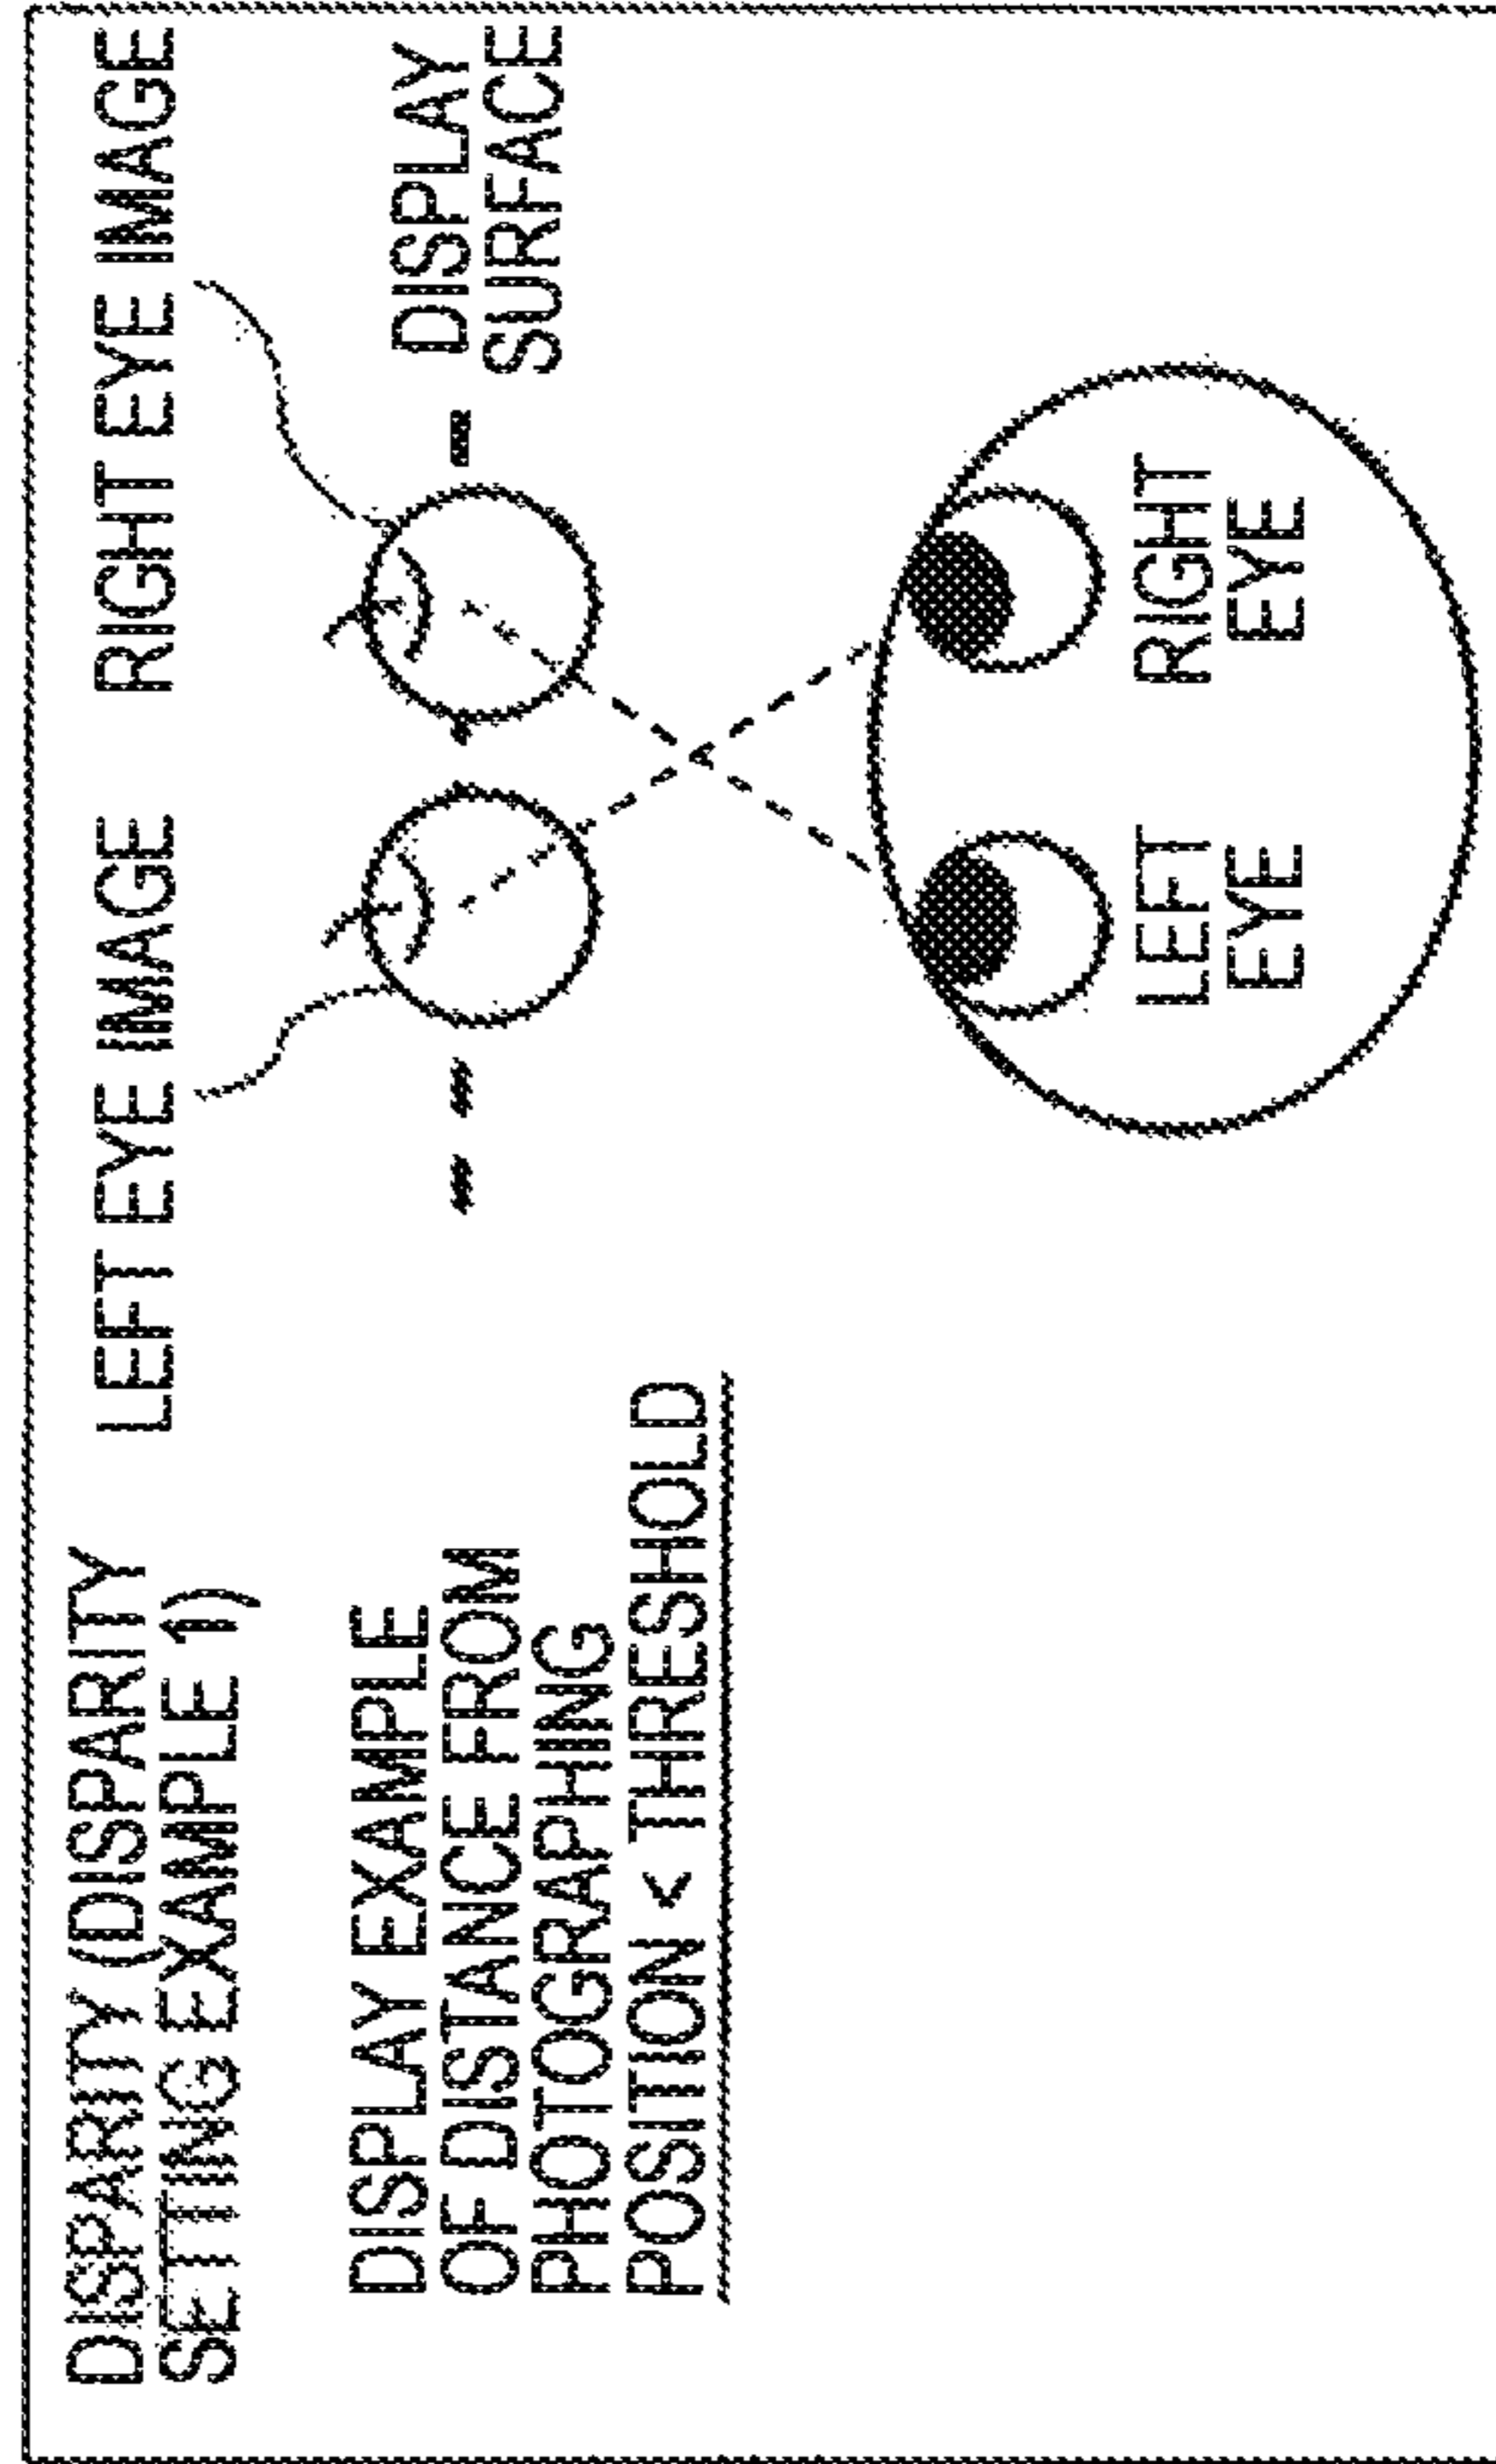 DISPARITY (DISPARITY
SETTING EXAMPLE 1)
DISPLAY EXAMPLE
OF DISTANCE FROM
PHOTOGRAPHING
POSITION < THRESHOLD
LEFT EYE IMAGE
RIGHT EYE IMAGE
DISPLAY
SURFACE
LEFT
EYE
RIGHT
EYE